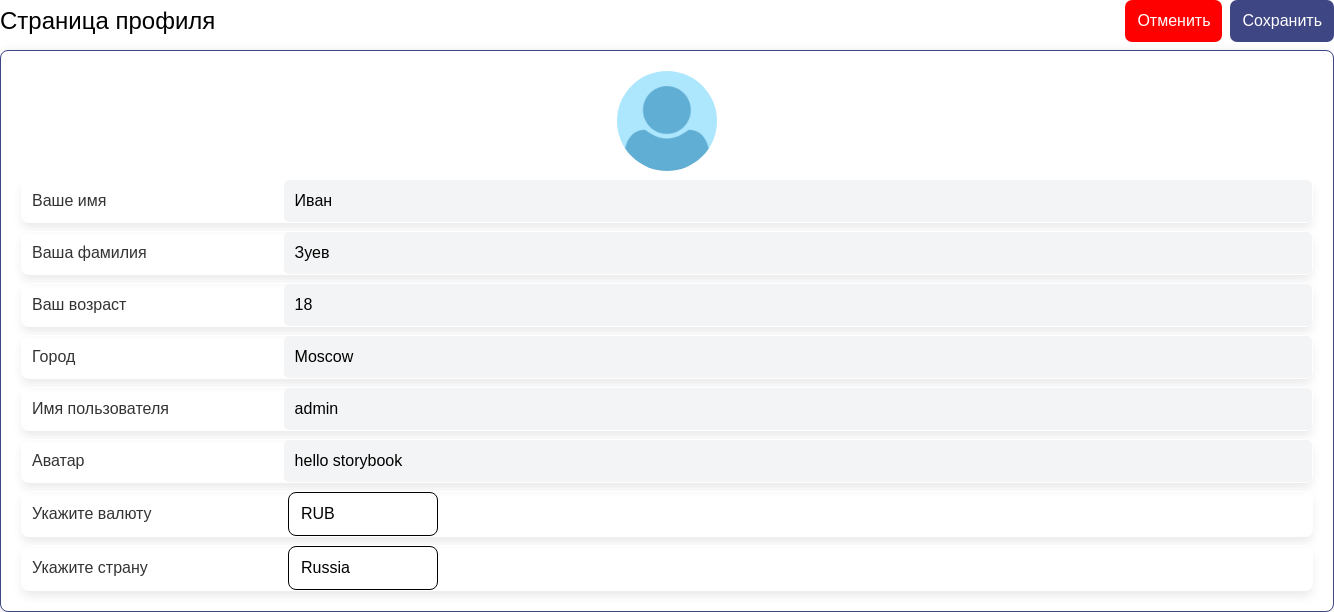 Страница профиля
Отменить
Сохранить
Ваше имя
Иван
Ваша фамилия
Зуев
Ваш возраст
18
Город
Moscow
Имя пользователя
admin
Аватар
hello storybook
Укажите валюту
RUB
Укажите страну
Russia